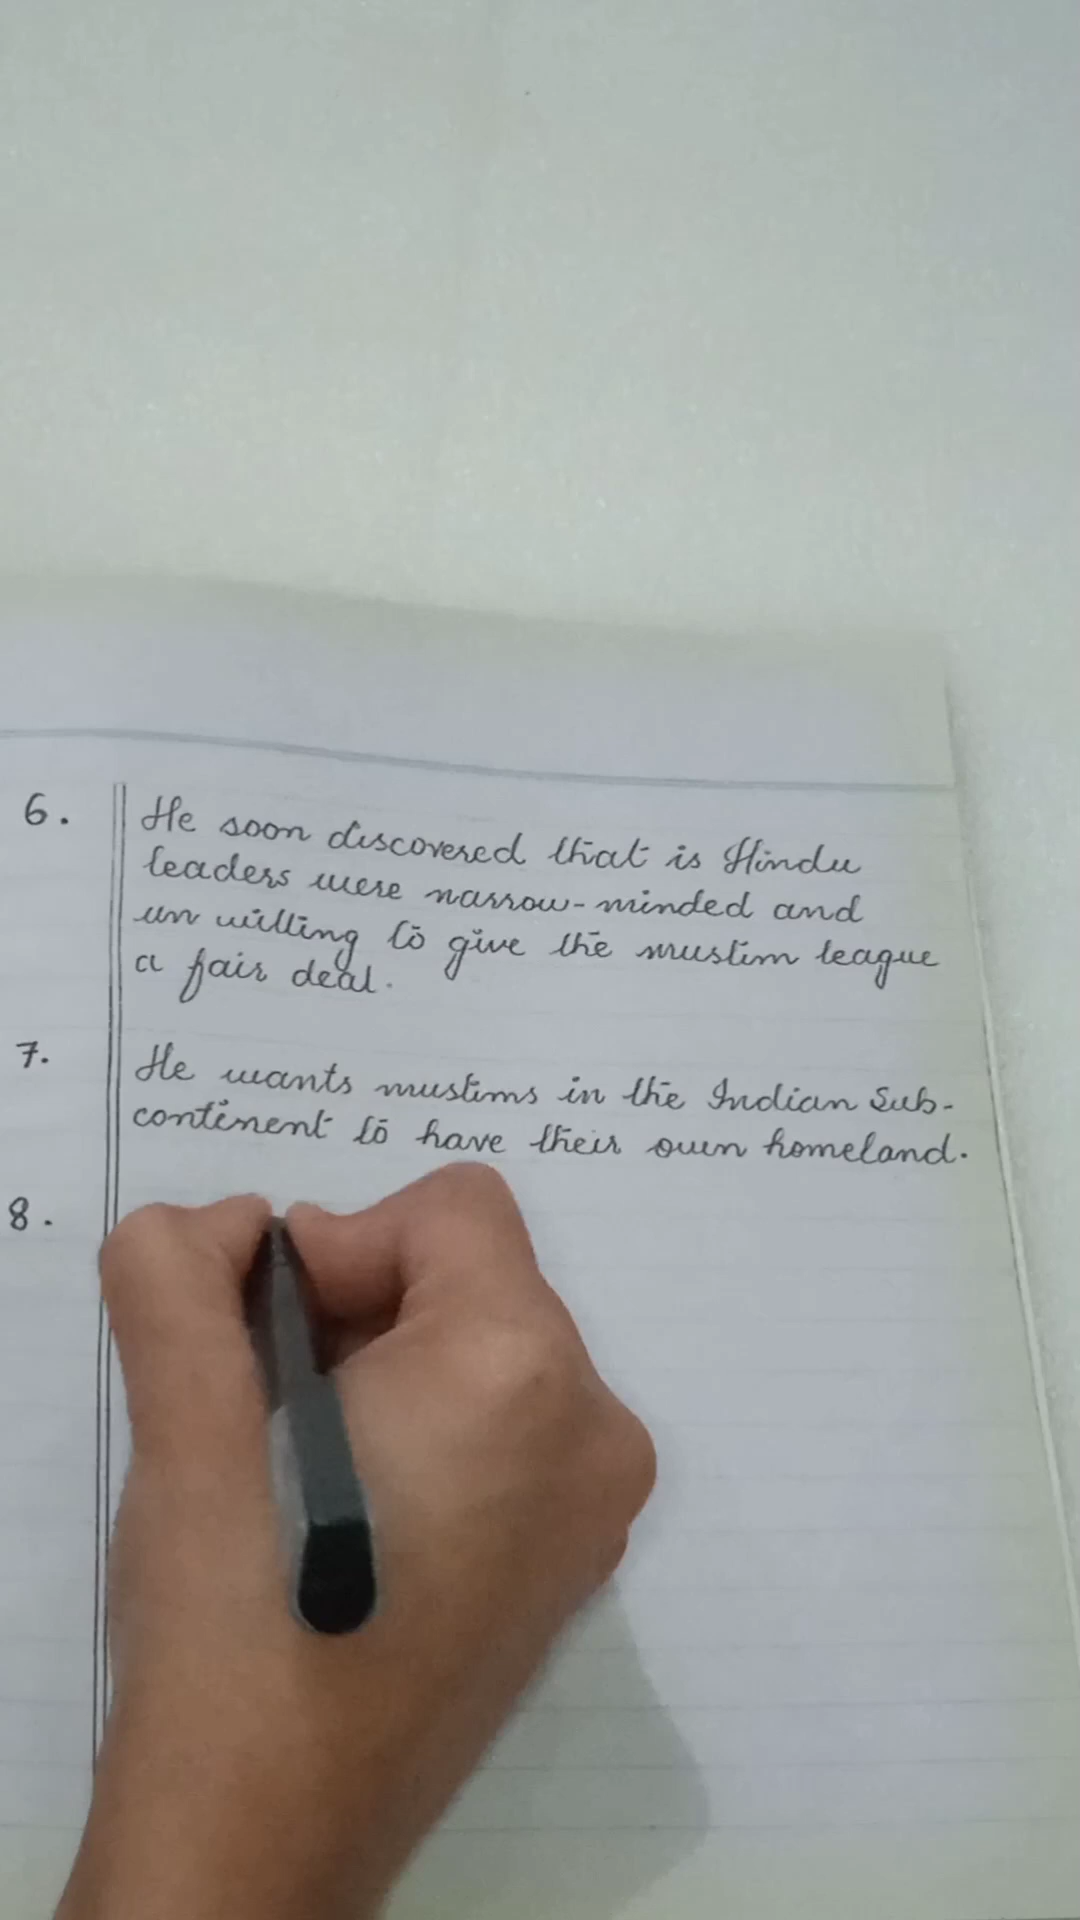 6. He soon discovered that is Hindu
leaders were narrow-minded and
un willing to give the muslim league
a fair deal.
7. He wants muslims in the Indian Sub-
continent to have their own homeland.
8.